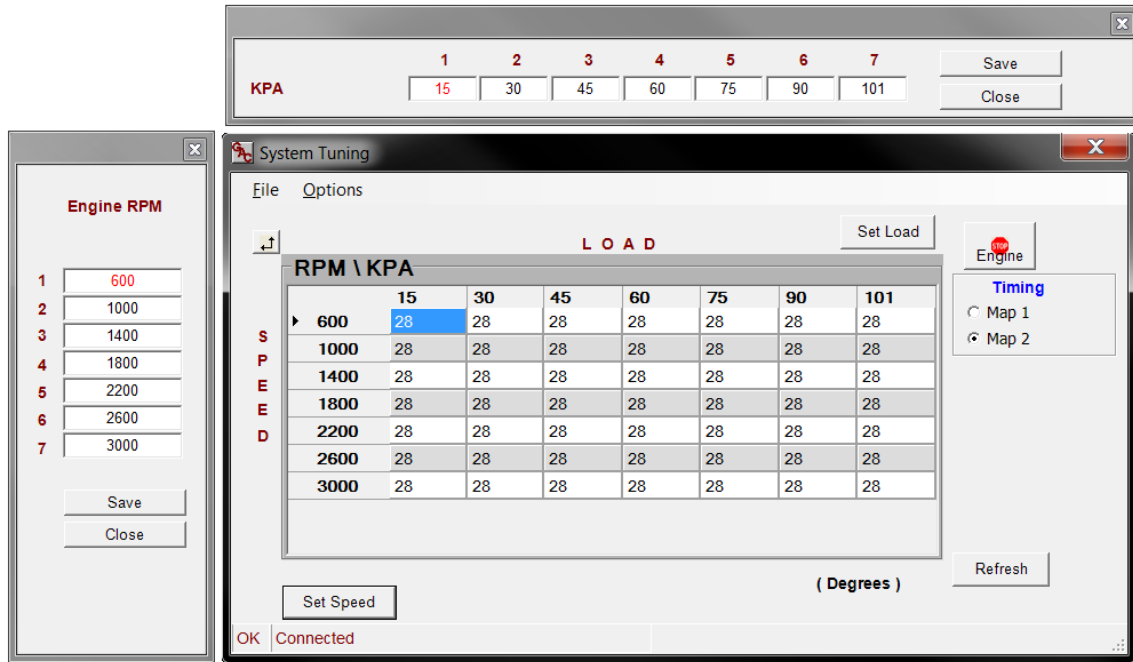 1 2 3 4 5 6 7
KPA 15 30 45 60 75 90 101
Save
Close
Engine RPM
1 600
2 1000
3 1400
4 1800
5 2200
6 2600
7 3000
Save
Close
GAC System Tuning
File Options
LOAD
Set Load
STOP
Engine
RPM \ KPA
15 30 45 60 75 90 101
600 28 28 28 28 28 28 28
1000 28 28 28 28 28 28 28
1400 28 28 28 28 28 28 28
1800 28 28 28 28 28 28 28
2200 28 28 28 28 28 28 28
2600 28 28 28 28 28 28 28
3000 28 28 28 28 28 28 28
SPEED
Timing
Map 1
Map 2
( Degrees )
Refresh
Set Speed
OK Connected